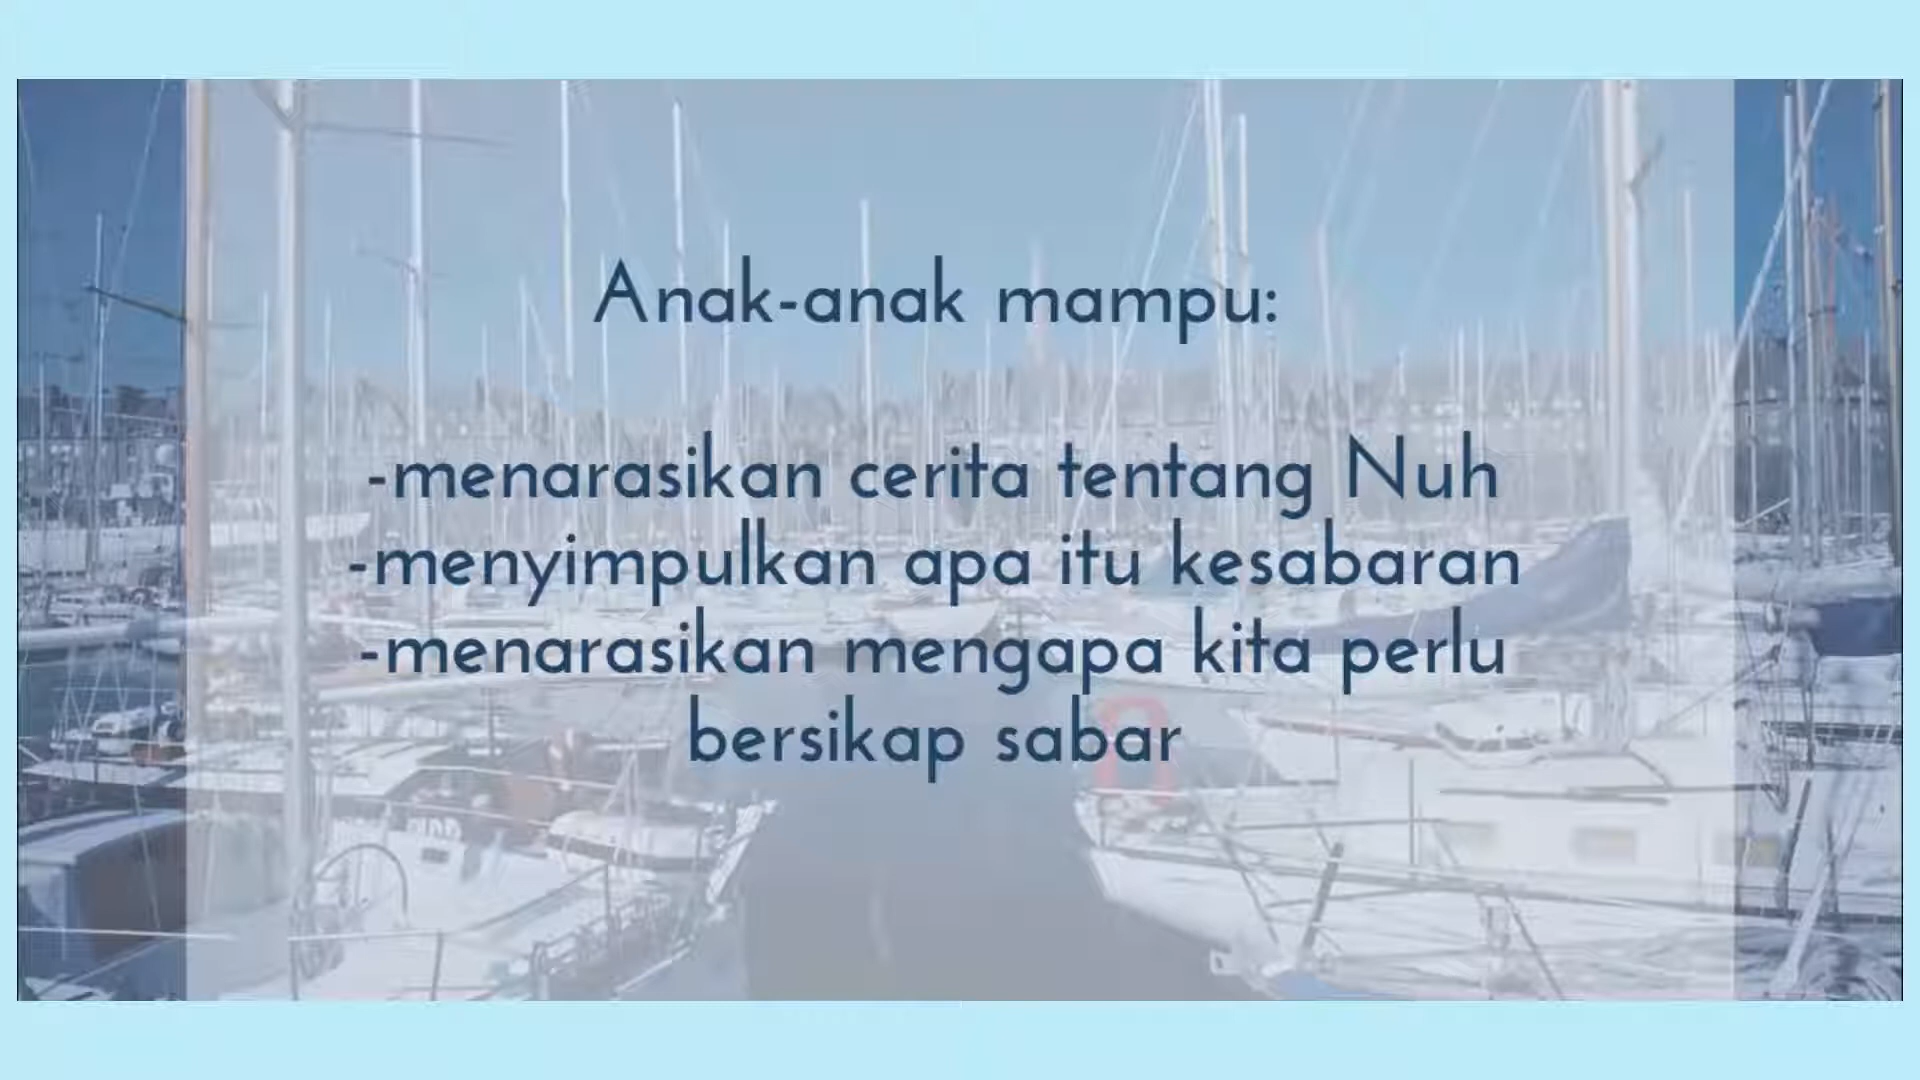 Anak-anak mampu:
-menarasikan cerita tentang Nuh
-menyimpulkan apa itu kesabaran
-menarasikan mengapa kita perlu
bersikap sabar